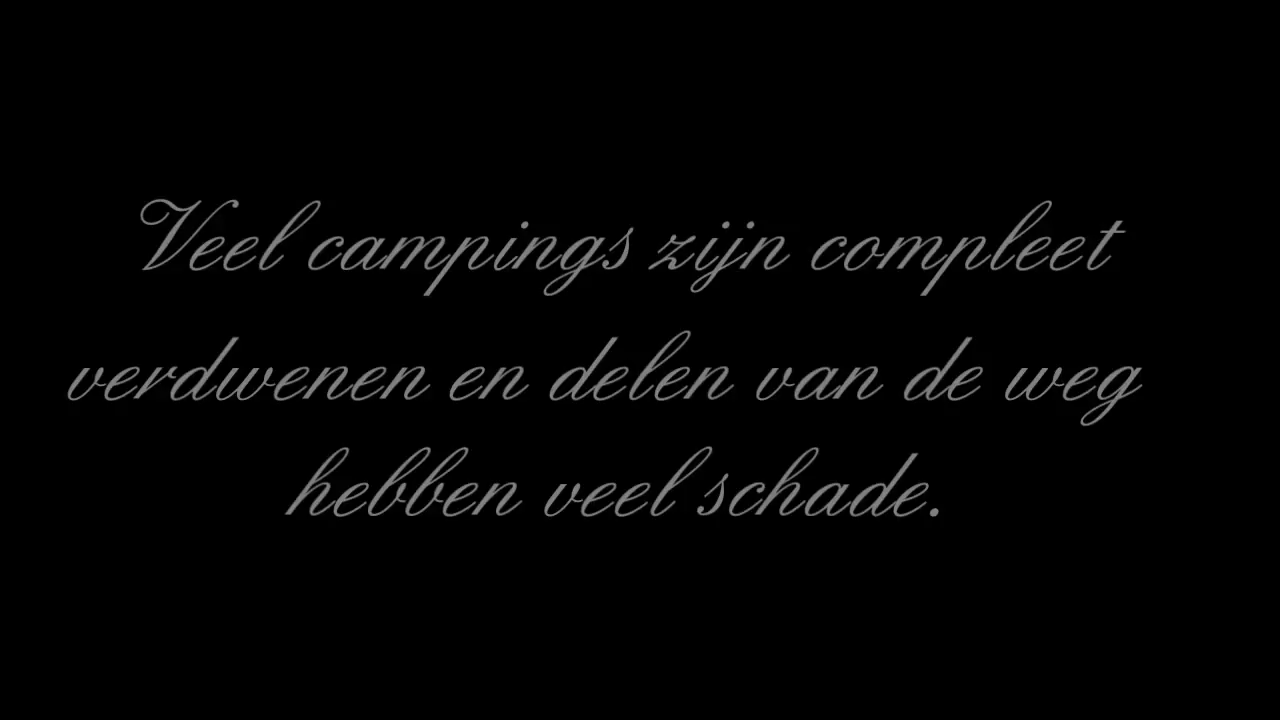 Veel campings zijn compleet
verdwenen en delen van de weg
hebben veel schade.